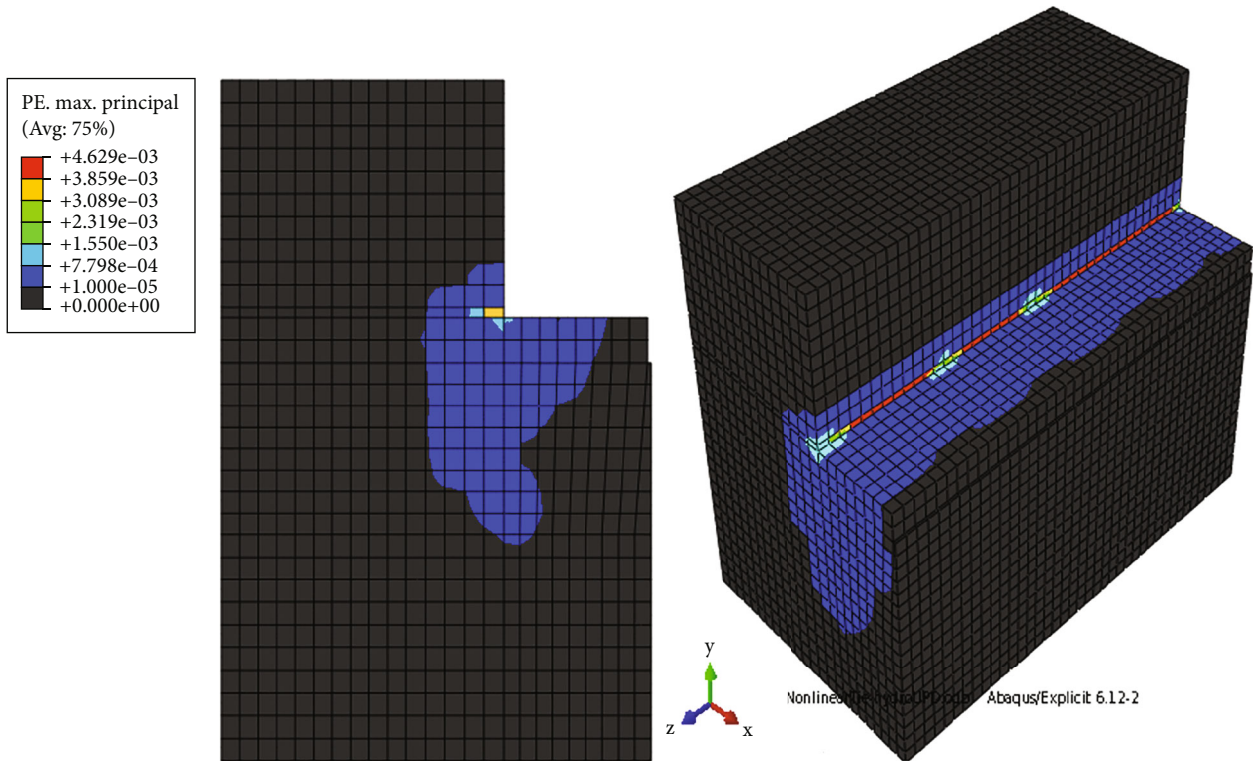 PE. max. principal
(Avg: 75%)
+4.629e–03
+3.859e–03
+3.089e–03
+2.319e–03
+1.550e–03
+7.798e–04
+1.000e–05
+0.000e+00
y
z
x
Abaqus/Explicit 6.12-2